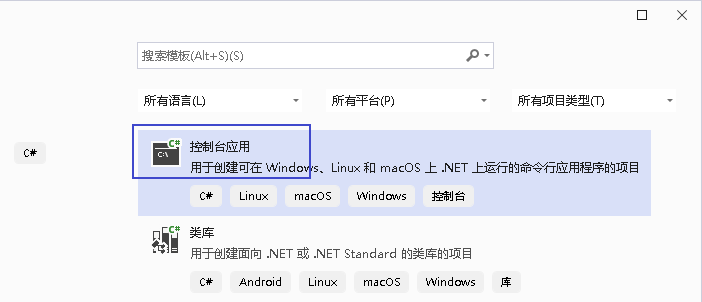 搜索模板(Alt+S)(S)
所有语言(L) 所有平台(P) 所有项目类型(T)
C#
C# C:\ 控制台应用
用于创建可在 Windows、Linux 和 macOS 上 .NET 上运行的命令行应用程序的项目
C# Linux macOS Windows 控制台
C# 类库
用于创建面向 .NET 或 .NET Standard 的类库的项目
C# Android Linux macOS Windows 库